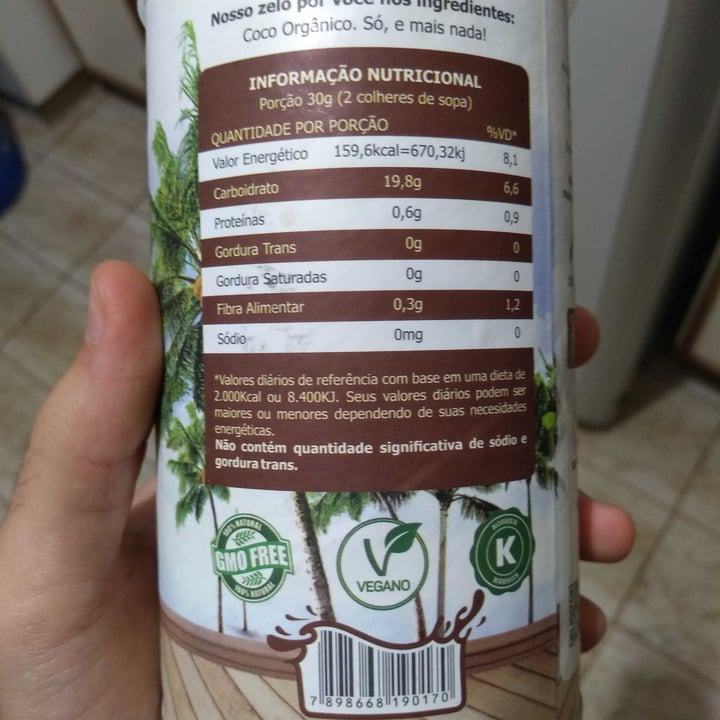 Nosso zelo por você nos ingredientes:
Coco Orgânico. Só, e mais nada!
INFORMAÇÃO NUTRICIONAL
Porção 30g (2 colheres de sopa)
QUANTIDADE POR PORÇÃO %VD*
Valor Energético 159,6kcal=670,32kj 8,1
Carboidrato 19,8g 6,6
Proteínas 0,6g 0,9
Gordura Trans 0g 0
Gordura Saturadas 0g 0
Fibra Alimentar 0,3g 1,2
Sódio 0mg 0
*Valores diários de referência com base em uma dieta de
2.000Kcal ou 8.400KJ. Seus valores diários podem ser
maiores ou menores dependendo de suas necesidades
energéticas.
Não contém quantidade significativa de sódio e
gordura trans.
100% NATURAL
GMO FREE
100% NATURAL
V
VEGANO
KOSHER
K
7 898668 190170